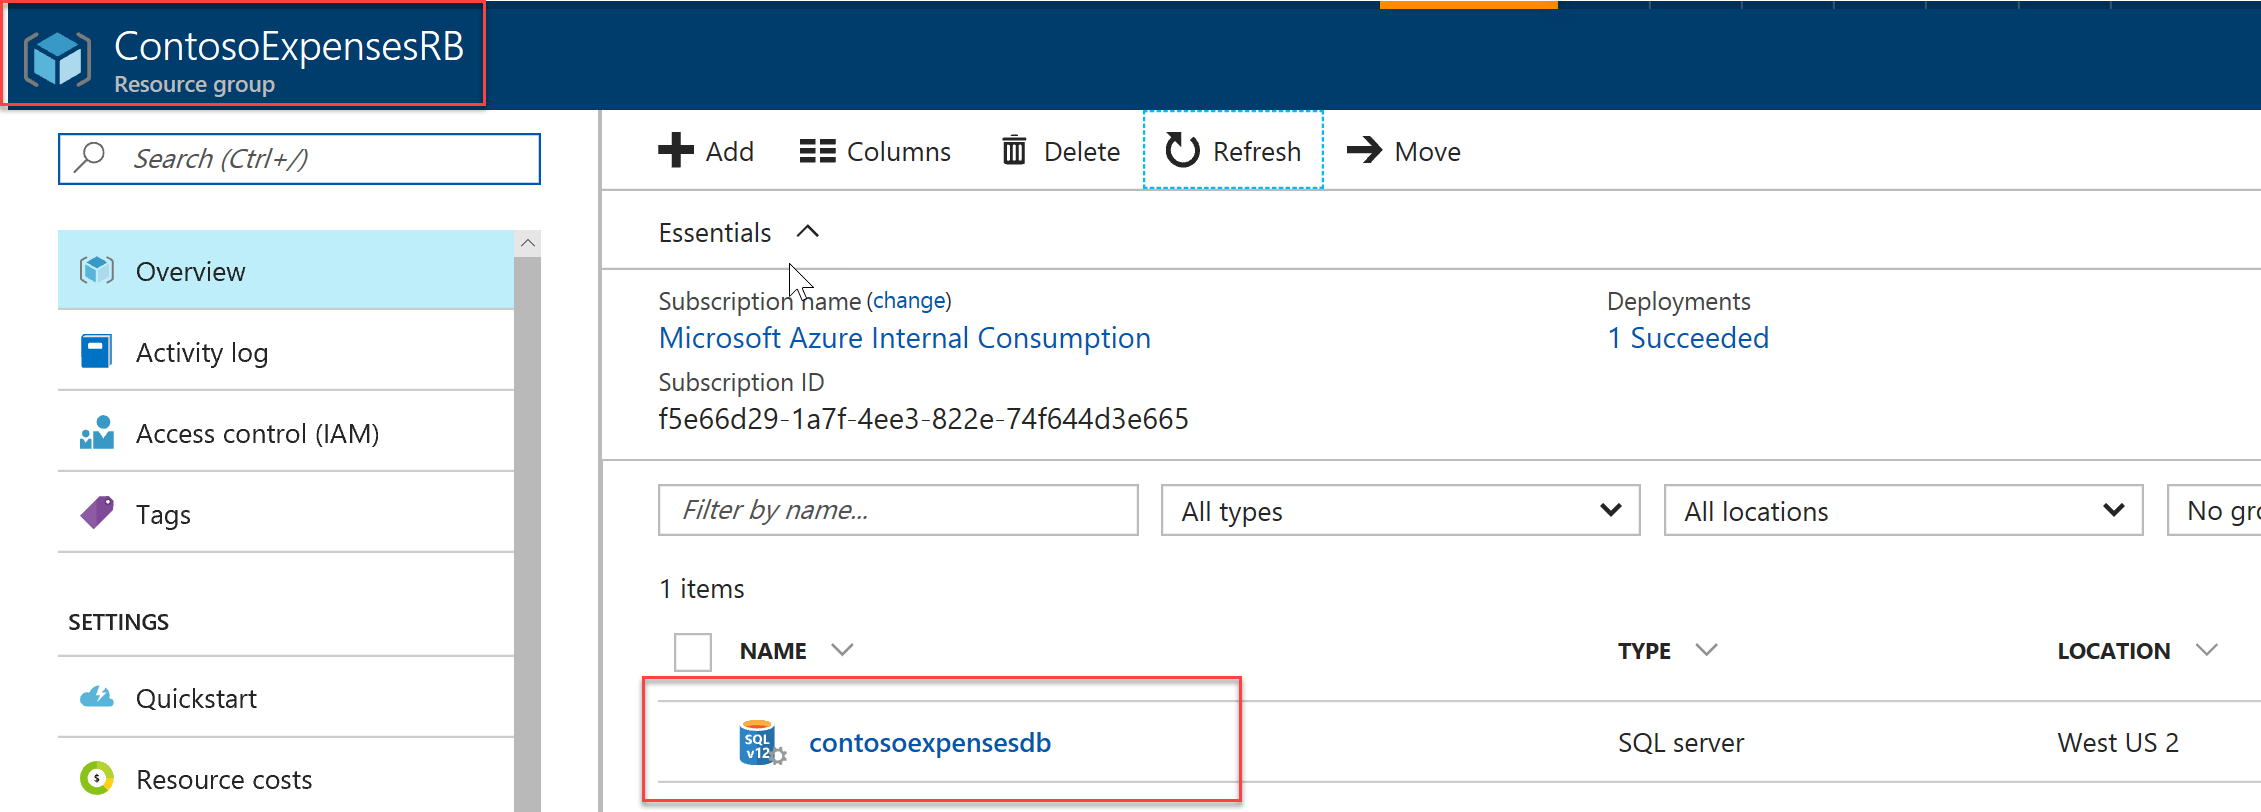 ContosoExpensesRB
Resource group
Search (Ctrl+/)
Overview
Activity log
Access control (IAM)
Tags
SETTINGS
Quickstart
Resource costs
Add Columns Delete Refresh Move
Essentials
Subscription name (change) Deployments
Microsoft Azure Internal Consumption 1 Succeeded
Subscription ID
f5e66d29-1a7f-4ee3-822e-74f644d3e665
Filter by name... All types All locations No gro
1 items
NAME TYPE LOCATION
SQL
v12
contosoexpensesdb SQL server West US 2